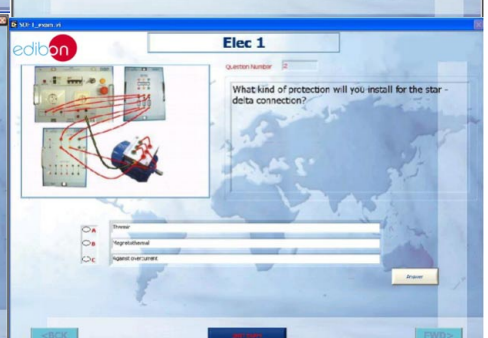 edibon
Elec 1
Question Number
What kind of protection will you install for the star -
delta connection?
A
Thermal
B
Magnetothermal
C
Against overcurrent
Answer
<BCK
FWD>